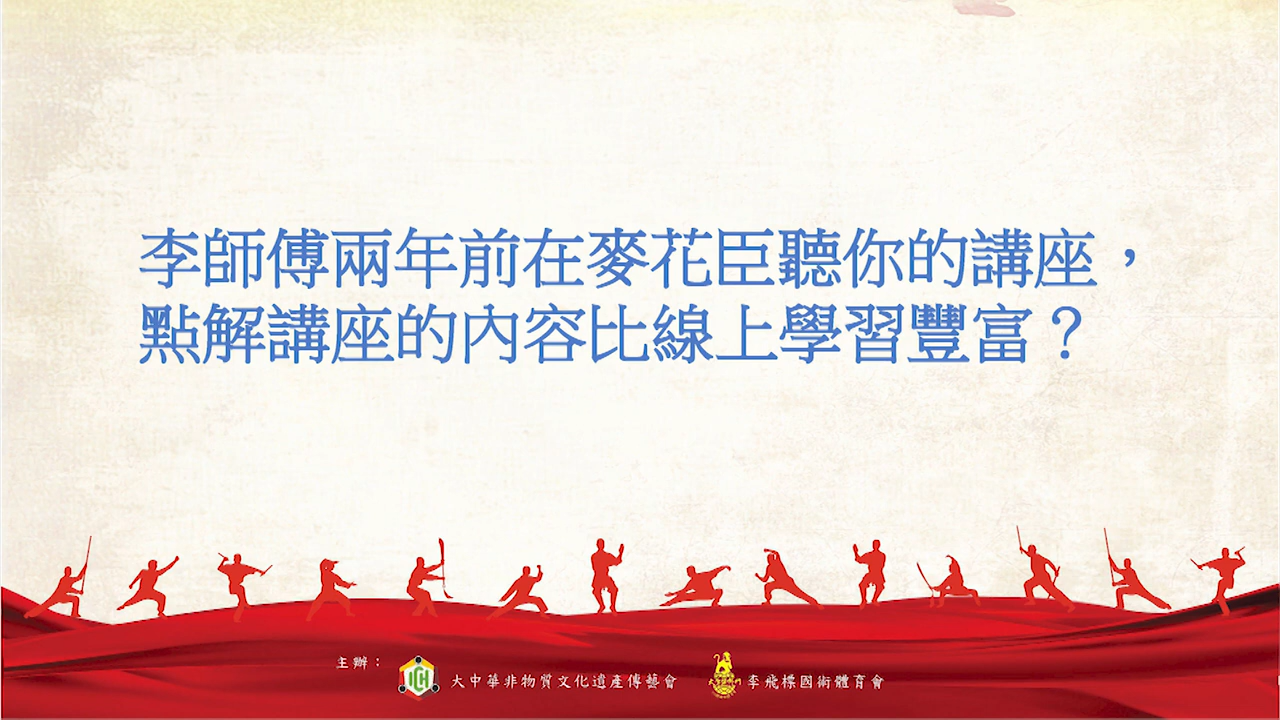 李師傅兩年前在麥花臣聽你的講座，
點解講座的內容比線上學習豐富？
主辦：
ICH 大中華非物質文化遺產傳藝會 李飛標國術體育會